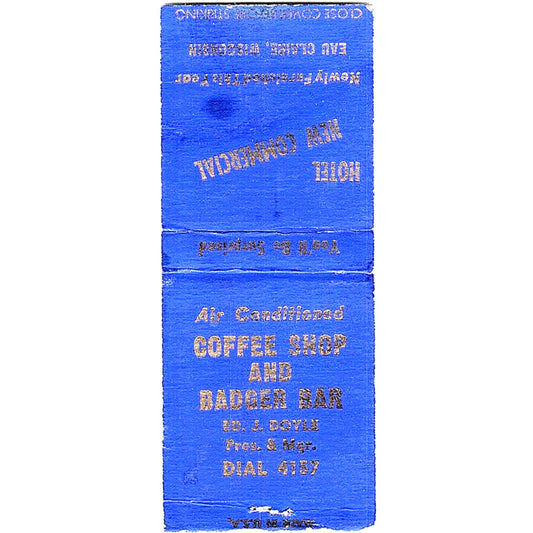 HOTEL
NEW COMMERCIAL
Newly Furnished This Year
EAU CLAIRE, WISCONSIN
CLOSE COVER BEFORE STRIKING
You'll Be Surprised
Air Conditioned
COFFEE SHOP
AND
BADGER BAR
ED. J. DOYLE
Pres. & Mgr.
DIAL 4157
MADE IN U.S.A.